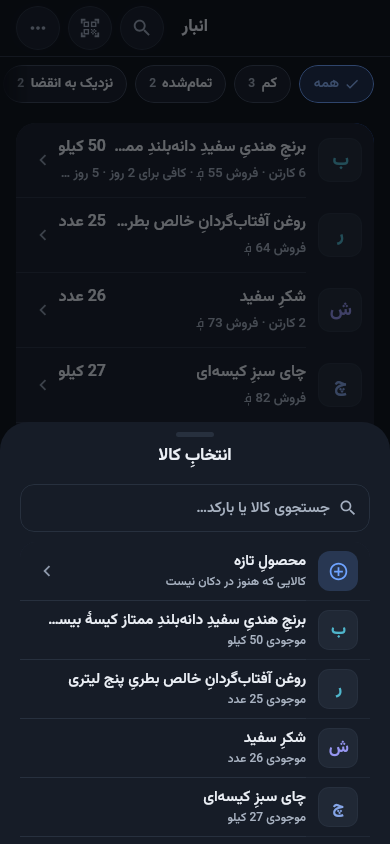 انبار
همه
کم 3
تمام‌شده 2
نزدیک به انقضا 2
برنجِ هندیِ سفیدِ دانه‌بلندِ ممـ... 50 کیلو
6 کارتن · فروش 55 ؋ · کافی برای 2 روز · 5 روز ...
روغن آفتاب‌گردانِ خالص بطر... 25 عدد
فروش 64 ؋
شکرِ سفید 26 عدد
2 کارتن · فروش 73 ؋
چای سبزِ کیسه‌ای 27 کیلو
فروش 82 ؋
انتخابِ کالا
جستجوی کالا یا بارکد...
محصولِ تازه
کالایی که هنوز در دکان نیست
برنجِ هندیِ سفیدِ دانه‌بلندِ ممتاز کیسهٔ بیسـ...
موجودی 50 کیلو
روغن آفتاب‌گردانِ خالص بطریِ پنج لیتری
موجودی 25 عدد
شکرِ سفید
موجودی 26 عدد
چای سبزِ کیسه‌ای
موجودی 27 کیلو
ب
ر
ش
چ
ب
ر
ش
چ